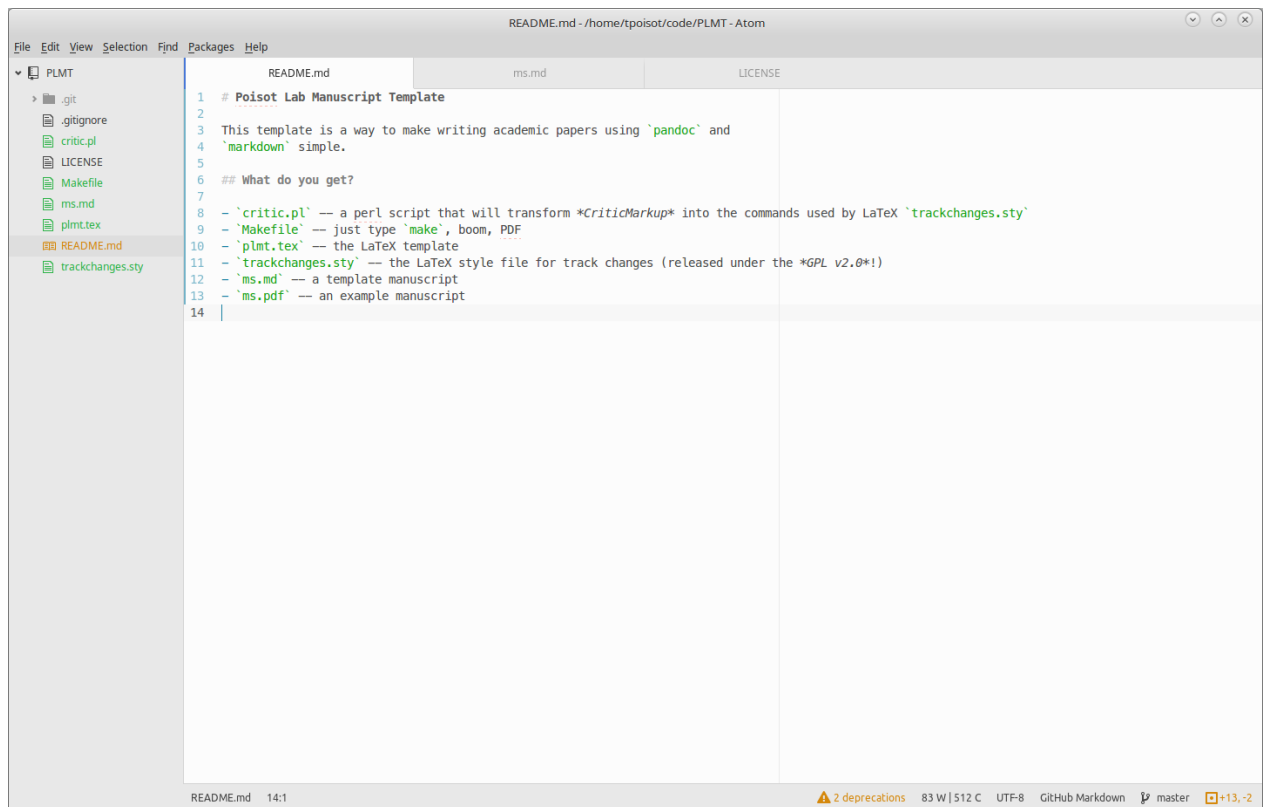 README.md - /home/tpoisot/code/PLMT - Atom
File Edit View Selection Find Packages Help
PLMT
.git
.gitignore
critic.pl
LICENSE
Makefile
ms.md
plmt.tex
README.md
trackchanges.sty
README.md ms.md LICENSE
1 # Poisot Lab Manuscript Template
2
3 This template is a way to make writing academic papers using `pandoc` and
4 `markdown` simple.
5
6 ## What do you get?
7
8 - `critic.pl` -- a perl script that will transform *CriticMarkup* into the commands used by LaTeX `trackchanges.sty`
9 - `Makefile` -- just type `make`, boom, PDF
10 - `plmt.tex` -- the LaTeX template
11 - `trackchanges.sty` -- the LaTeX style file for track changes (released under the *GPL v2.0*!)
12 - `ms.md` -- a template manuscript
13 - `ms.pdf` -- an example manuscript
14
README.md 14:1 2 deprecations 83 W | 512 C UTF-8 GitHub Markdown master +13, -2